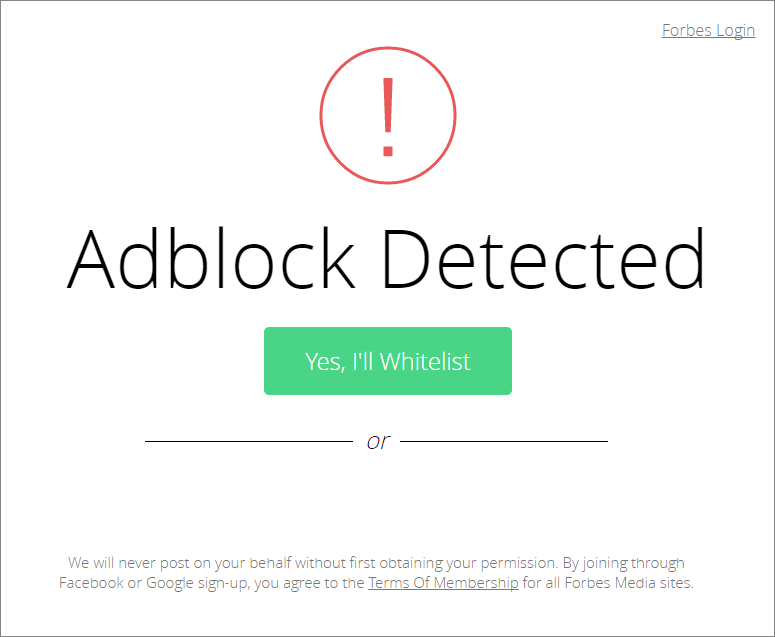 Forbes Login
!
Adblock Detected
Yes, I'll Whitelist
or
We will never post on your behalf without first obtaining your permission. By joining through
Facebook or Google sign-up, you agree to the Terms Of Membership for all Forbes Media sites.